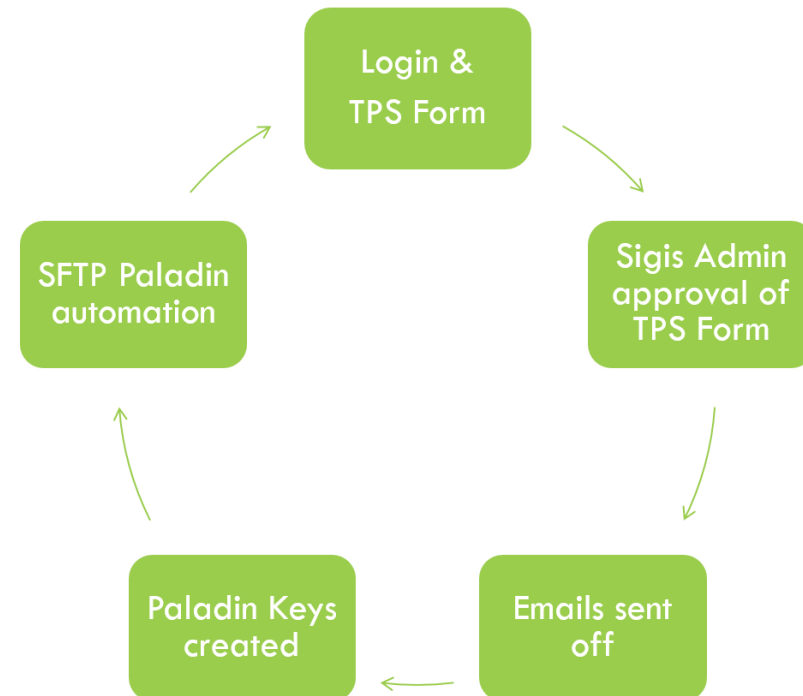 Login &
TPS Form
Sigis Admin
approval of
TPS Form
Emails sent
off
Paladin Keys
created
SFTP Paladin
automation